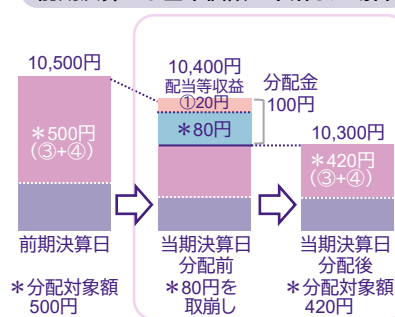 10,500円
＊500円
(③+④)
前期決算日
＊分配対象額
500円
10,400円
配当等収益
①20円
＊80円
分配金
100円
当期決算日
分配前
＊80円を
取崩し
10,300円
＊420円
(③+④)
当期決算日
分配後
＊分配対象額
420円